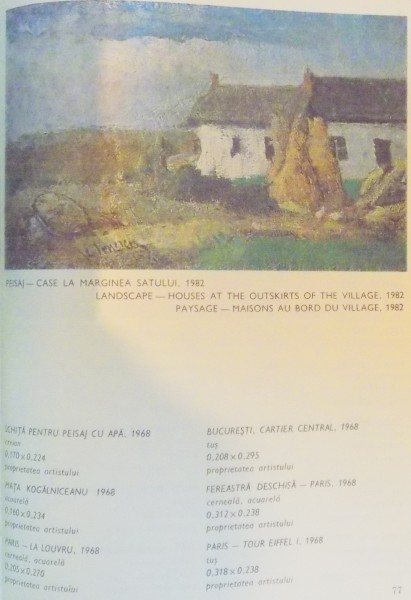 PEISAJ — CASE LA MARGINEA SATULUI, 1982
LANDSCAPE — HOUSES AT THE OUTSKIRTS OF THE VILLAGE, 1982
PAYSAGE — MAISONS AU BORD DU VILLAGE, 1982
SCHIȚĂ PENTRU PEISAJ CU APĂ, 1968
creion
0,170 × 0,224
proprietatea artistului
PIAȚA KOGĂLNICEANU 1968
acuarelă
0,160 × 0,234
proprietatea artistului
PARIS — LA LOUVRU, 1968
cerneală, acuarelă
0,205 × 0,270
proprietatea artistului
BUCUREȘTI, CARTIER CENTRAL, 1968
tuș
0,208 × 0,295
proprietatea artistului
FEREASTRĂ DESCHISĂ — PARIS, 1968
cerneală, acuarelă
0,312 × 0,238
proprietatea artistului
PARIS — TOUR EIFFEL I, 1968
tuș
0,318 × 0,238
proprietatea artistului
77